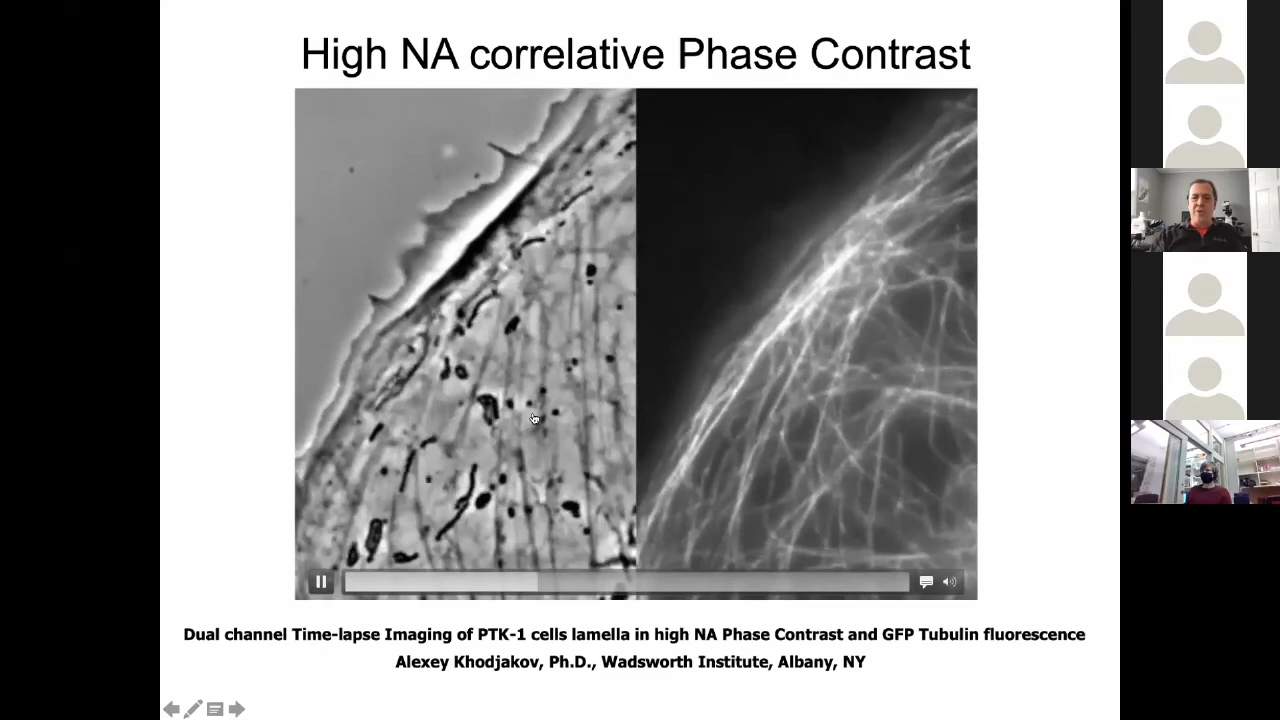 High NA correlative Phase Contrast
Dual channel Time-lapse Imaging of PTK-1 cells lamella in high NA Phase Contrast and GFP Tubulin fluorescence
Alexey Khodjakov, Ph.D., Wadsworth Institute, Albany, NY